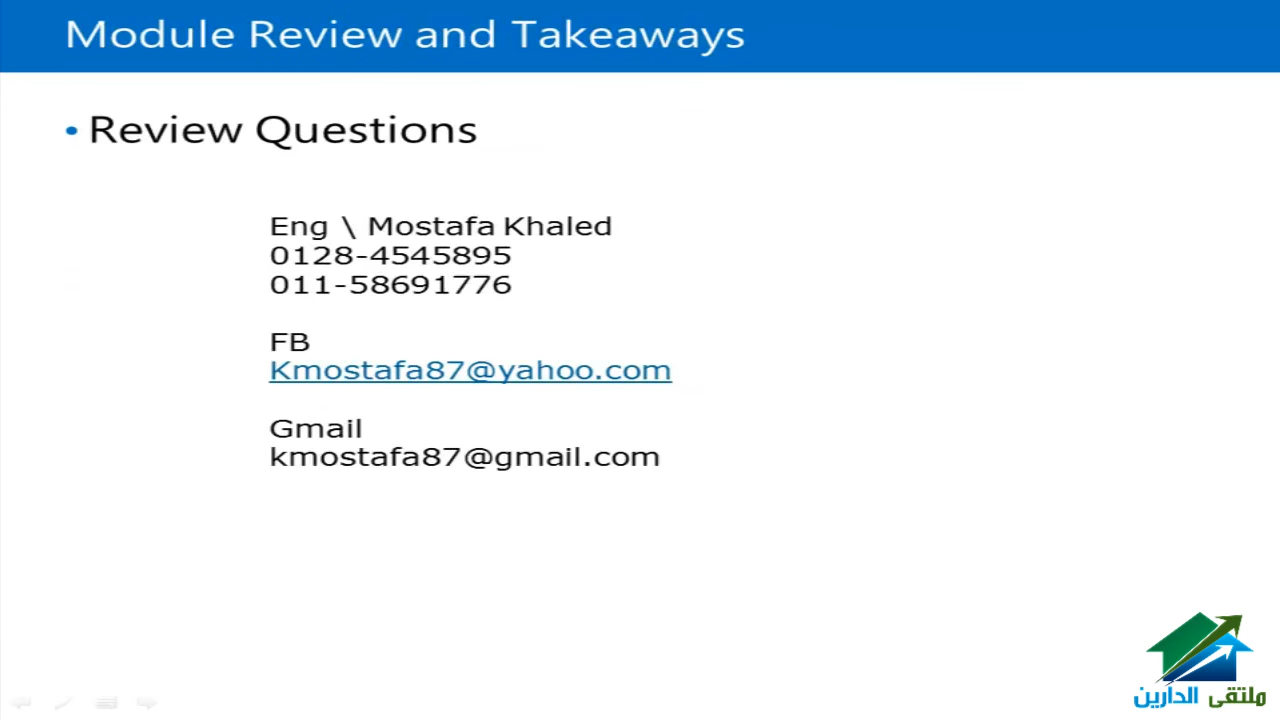 Module Review and Takeaways
• Review Questions
Eng \ Mostafa Khaled
0128-4545895
011-58691776
FB
Kmostafa87@yahoo.com
Gmail
kmostafa87@gmail.com
ملتقى الدارين